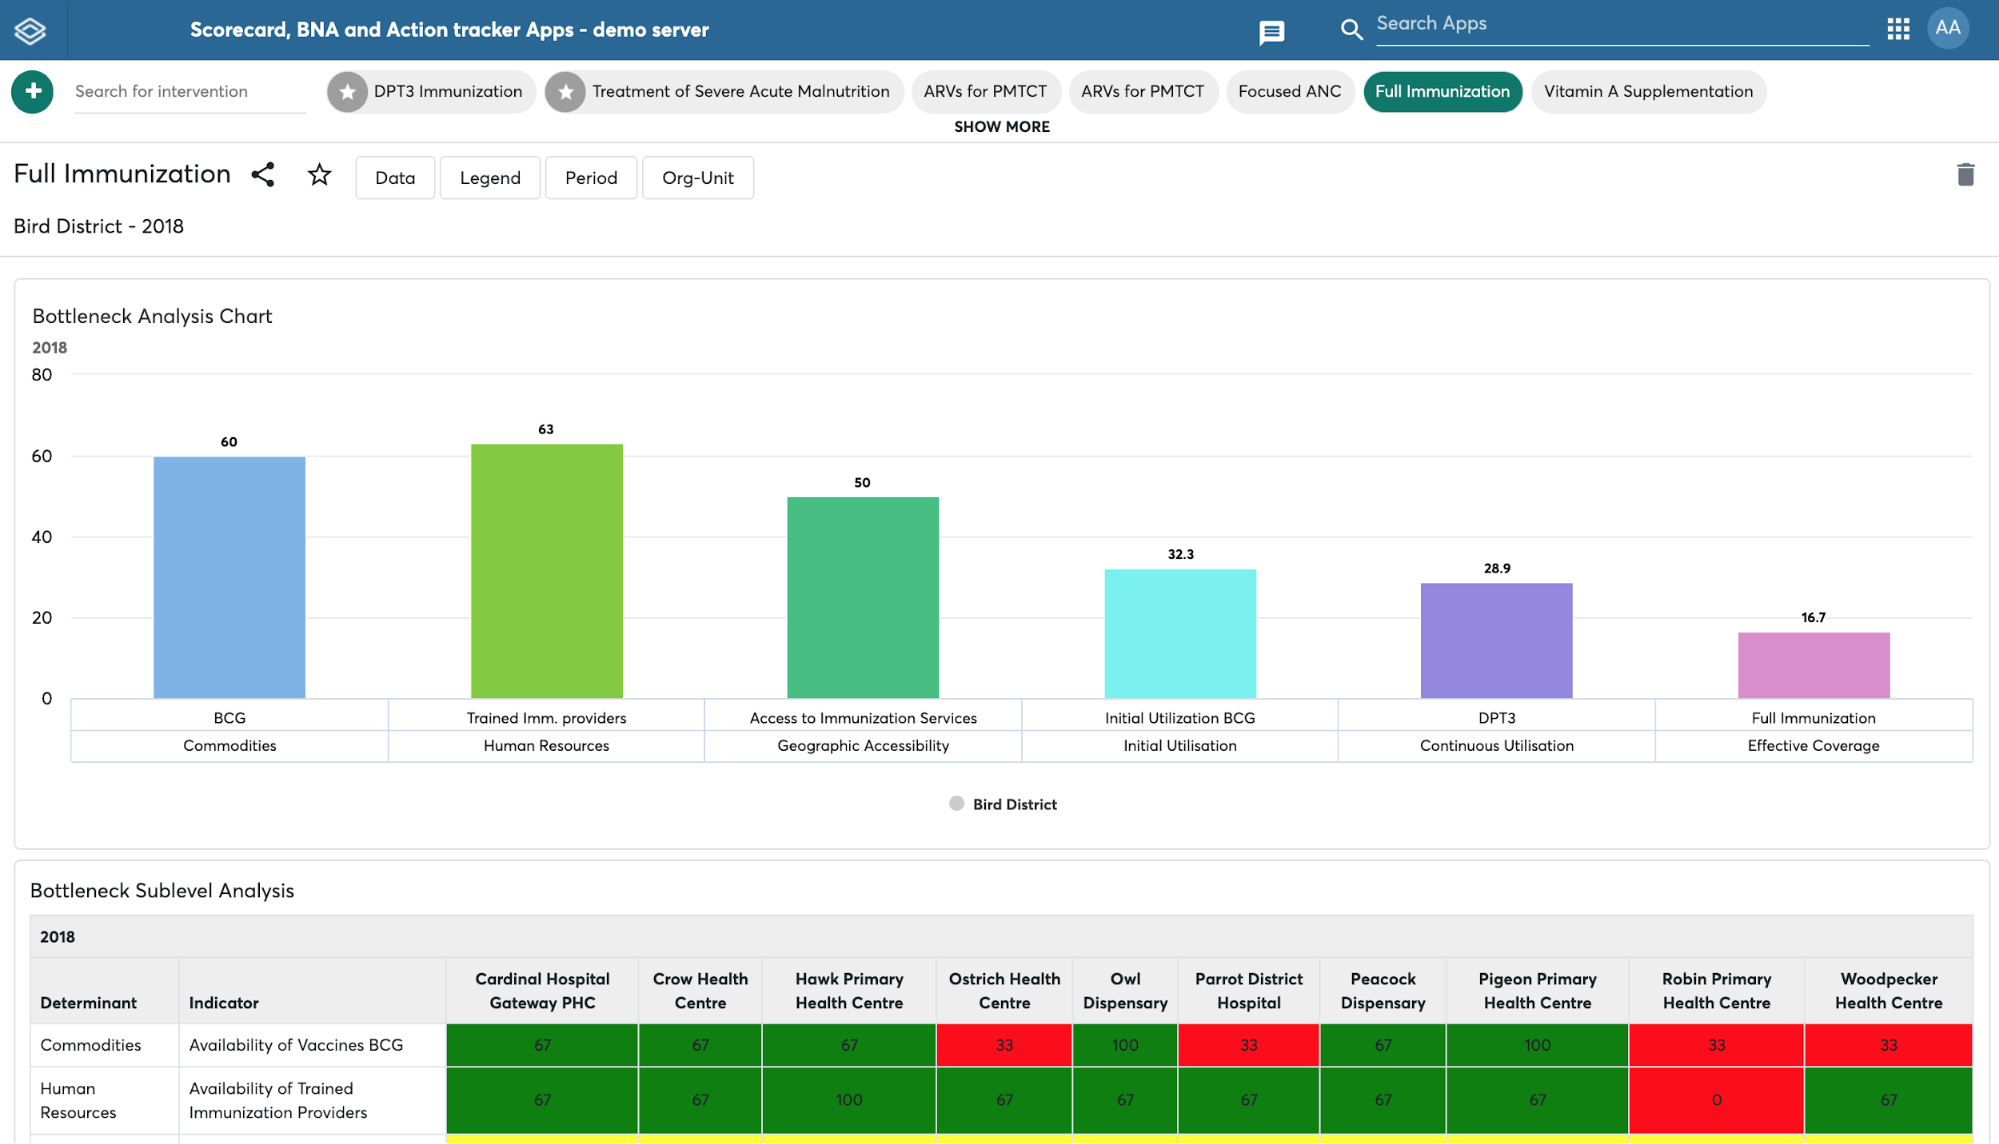 Scorecard, BNA and Action tracker Apps - demo server
Search Apps
AA
Search for intervention
DPT3 Immunization
Treatment of Severe Acute Malnutrition
ARVs for PMTCT
ARVs for PMTCT
Focused ANC
Full Immunization
Vitamin A Supplementation
SHOW MORE
Full Immunization
Data
Legend
Period
Org-Unit
Bird District - 2018
Bottleneck Analysis Chart
2018
80
60
40
20
0
60
63
50
32.3
28.9
16.7
BCG
Trained Imm. providers
Access to Immunization Services
Initial Utilization BCG
DPT3
Full Immunization
Commodities
Human Resources
Geographic Accessibility
Initial Utilisation
Continuous Utilisation
Effective Coverage
Bird District
Bottleneck Sublevel Analysis
2018
Determinant
Indicator
Cardinal Hospital
Gateway PHC
Crow Health
Centre
Hawk Primary
Health Centre
Ostrich Health
Centre
Owl
Dispensary
Parrot District
Hospital
Peacock
Dispensary
Pigeon Primary
Health Centre
Robin Primary
Health Centre
Woodpecker
Health Centre
Commodities
Availability of Vaccines BCG
67
67
67
33
100
33
67
100
33
33
Human
Resources
Availability of Trained
Immunization Providers
67
67
100
67
67
67
67
67
0
67